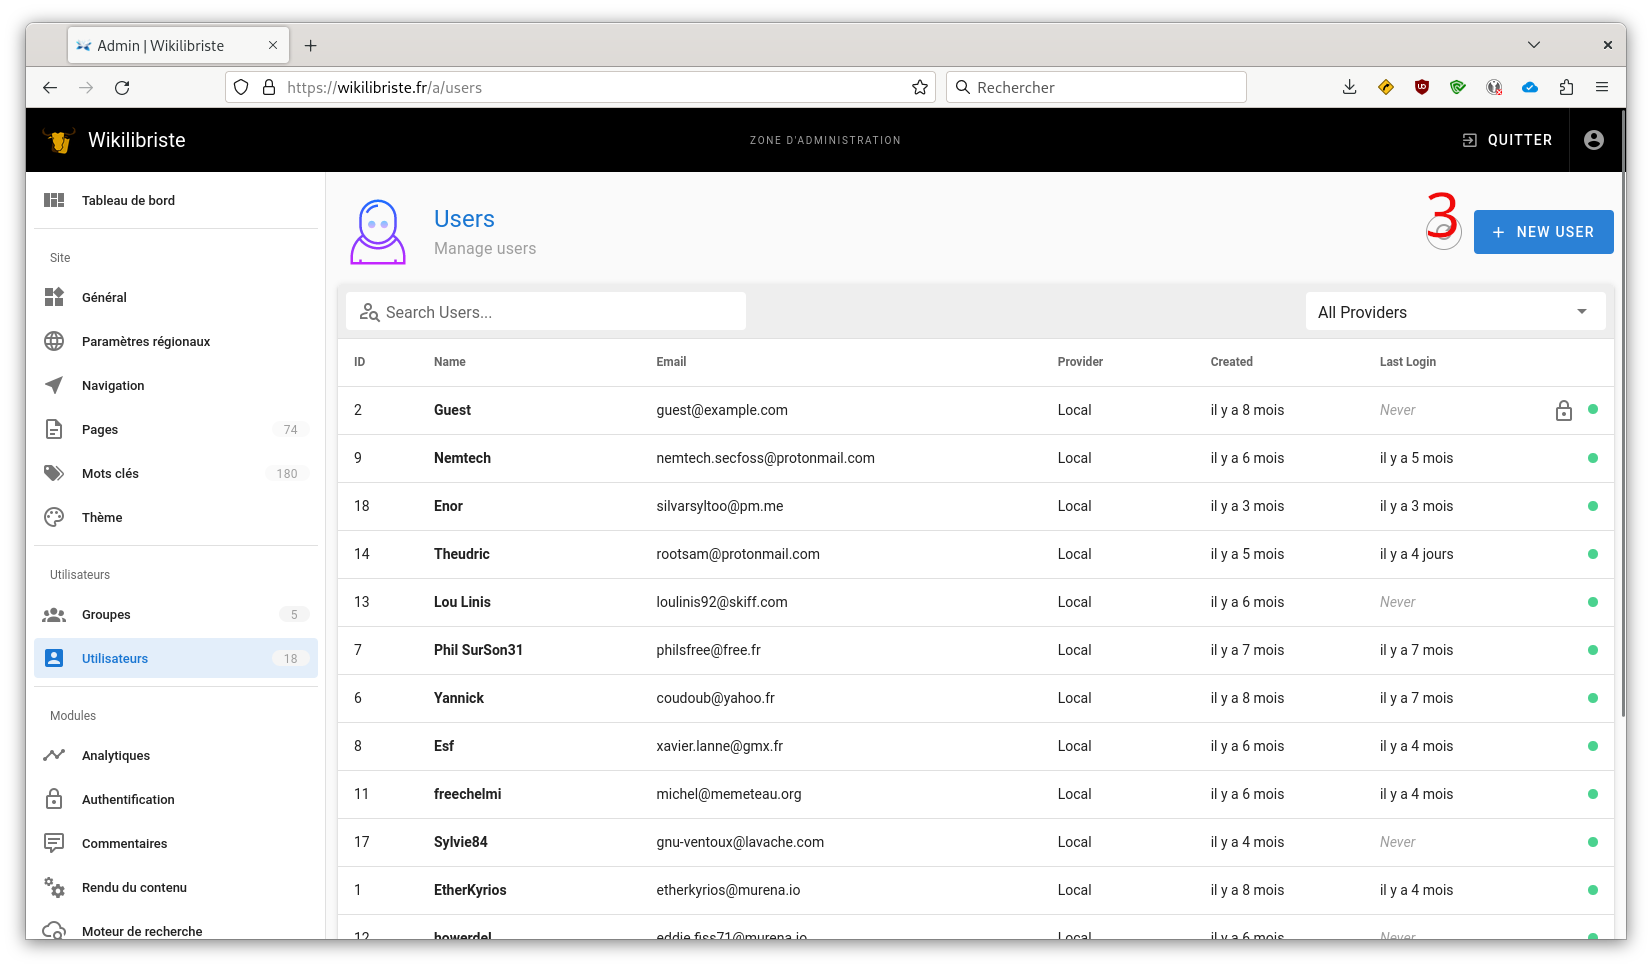 Admin | Wikilibriste
https://wikilibriste.fr/a/users
Rechercher
Wikilibriste
ZONE D'ADMINISTRATION
QUITTER
Tableau de bord
Site
Général
Paramètres régionaux
Navigation
Pages 74
Mots clés 180
Thème
Utilisateurs
Groupes 5
Utilisateurs 18
Modules
Analytiques
Authentification
Commentaires
Rendu du contenu
Moteur de recherche
Users
Manage users
3
+ NEW USER
Search Users...
All Providers
ID Name Email Provider Created Last Login
2 Guest guest@example.com Local il y a 8 mois Never
9 Nemtech nemtech.secfoss@protonmail.com Local il y a 6 mois il y a 5 mois
18 Enor silvarsyltoo@pm.me Local il y a 3 mois il y a 3 mois
14 Theudric rootsam@protonmail.com Local il y a 5 mois il y a 4 jours
13 Lou Linis loulinis92@skiff.com Local il y a 6 mois Never
7 Phil SurSon31 philsfree@free.fr Local il y a 7 mois il y a 7 mois
6 Yannick coudoub@yahoo.fr Local il y a 8 mois il y a 7 mois
8 Esf xavier.lanne@gmx.fr Local il y a 6 mois il y a 4 mois
11 freechelmi michel@memeteau.org Local il y a 6 mois il y a 4 mois
17 Sylvie84 gnu-ventoux@lavache.com Local il y a 4 mois Never
1 EtherKyrios etherkyrios@murena.io Local il y a 8 mois il y a 4 mois
12 howerdel eddie.fiss71@murena.io Local il y a 6 mois Never